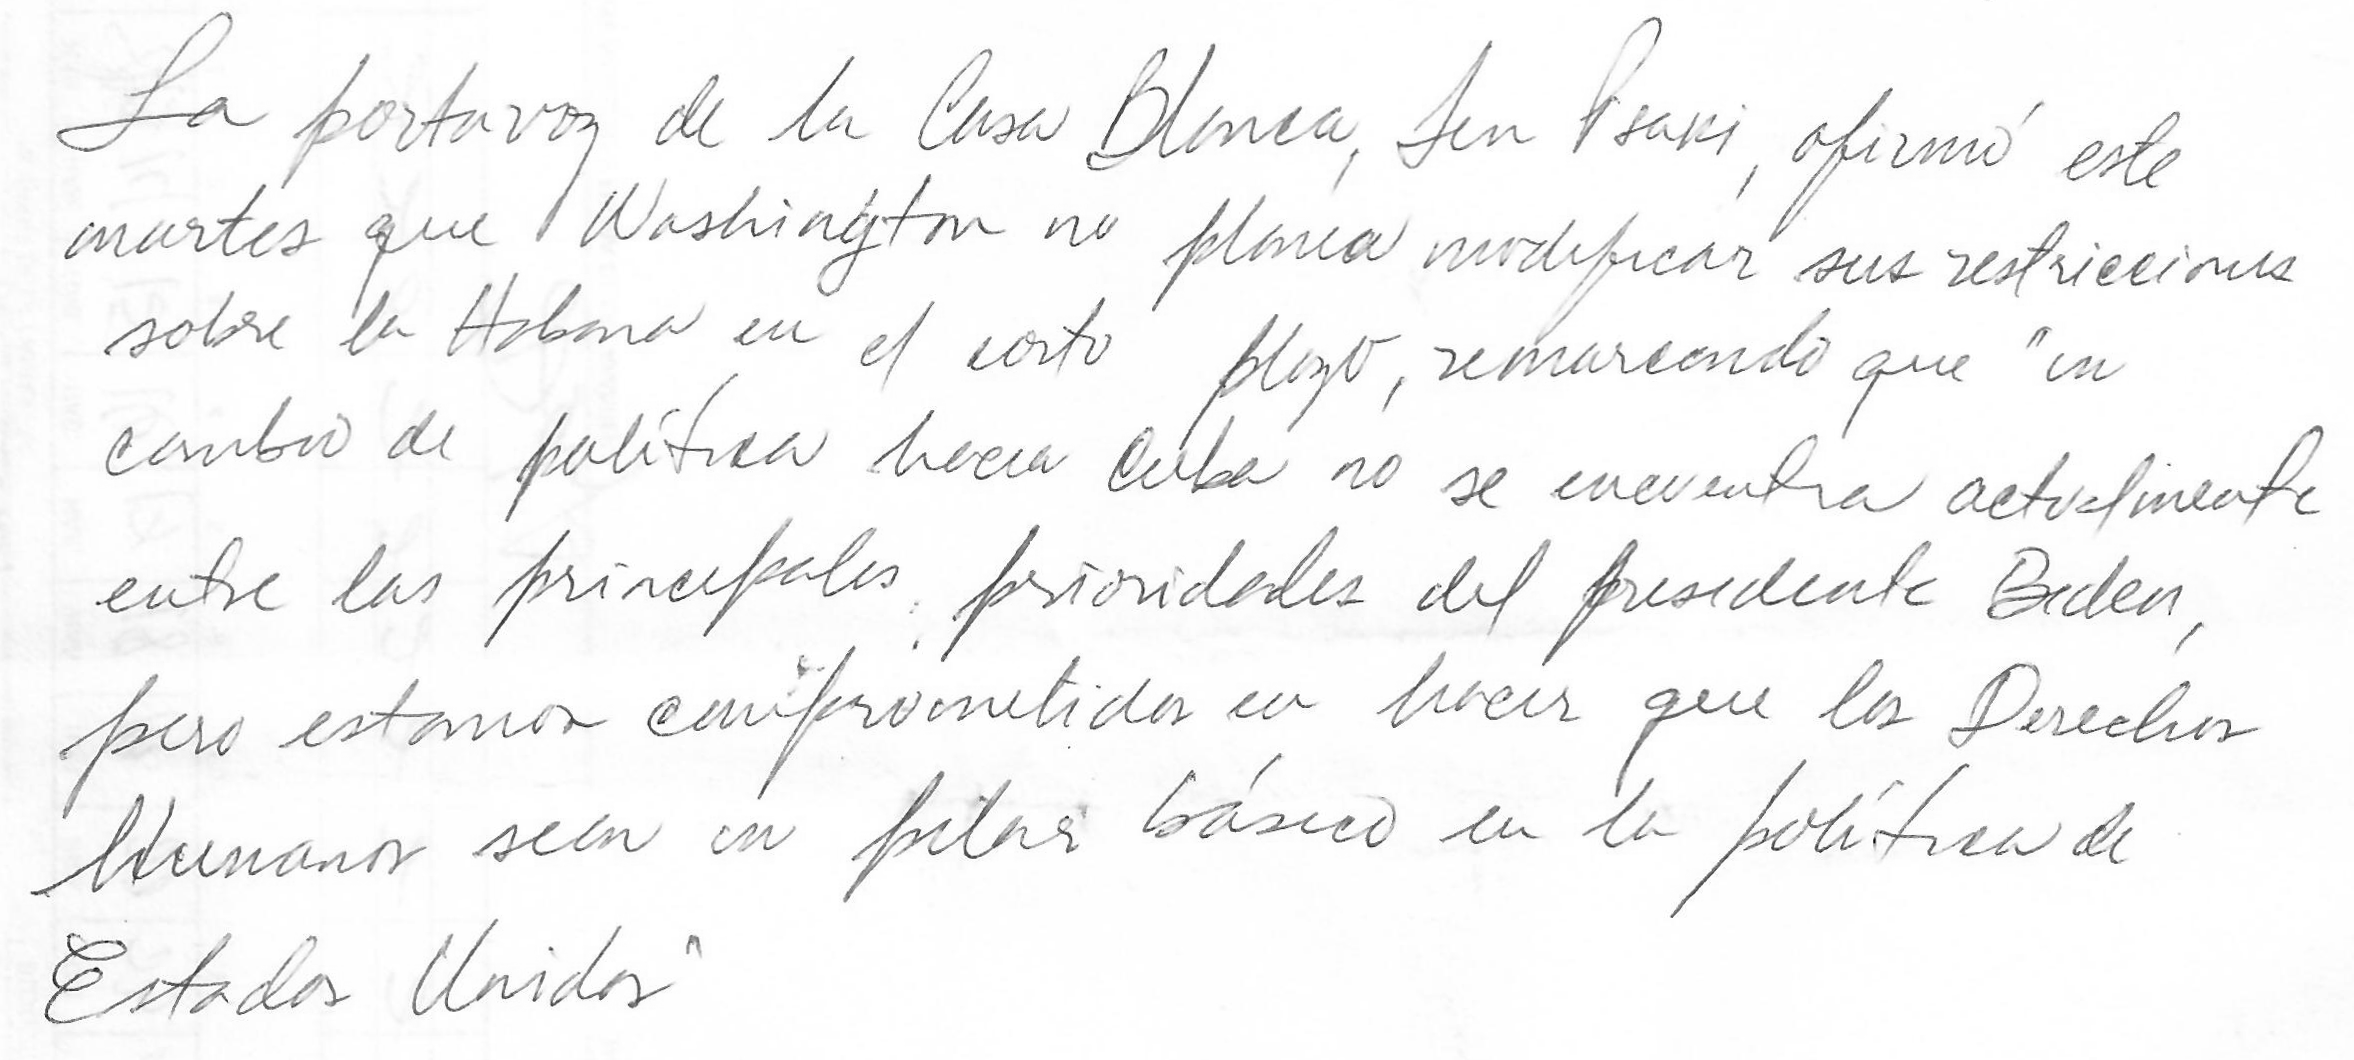 La portavoz de la Casa Blanca, Jen Psaki, afirmó este
martes que Washington no planea modificar sus restricciones
sobre la Habana en el corto plazo, remarcando que "un
cambio de política hacia Cuba no se encuentra actualmente
entre las principales prioridades del presidente Biden,
pero estamos comprometidos en hacer que los Derechos
Humanos sean un pilar básico en la política de
Estados Unidos"